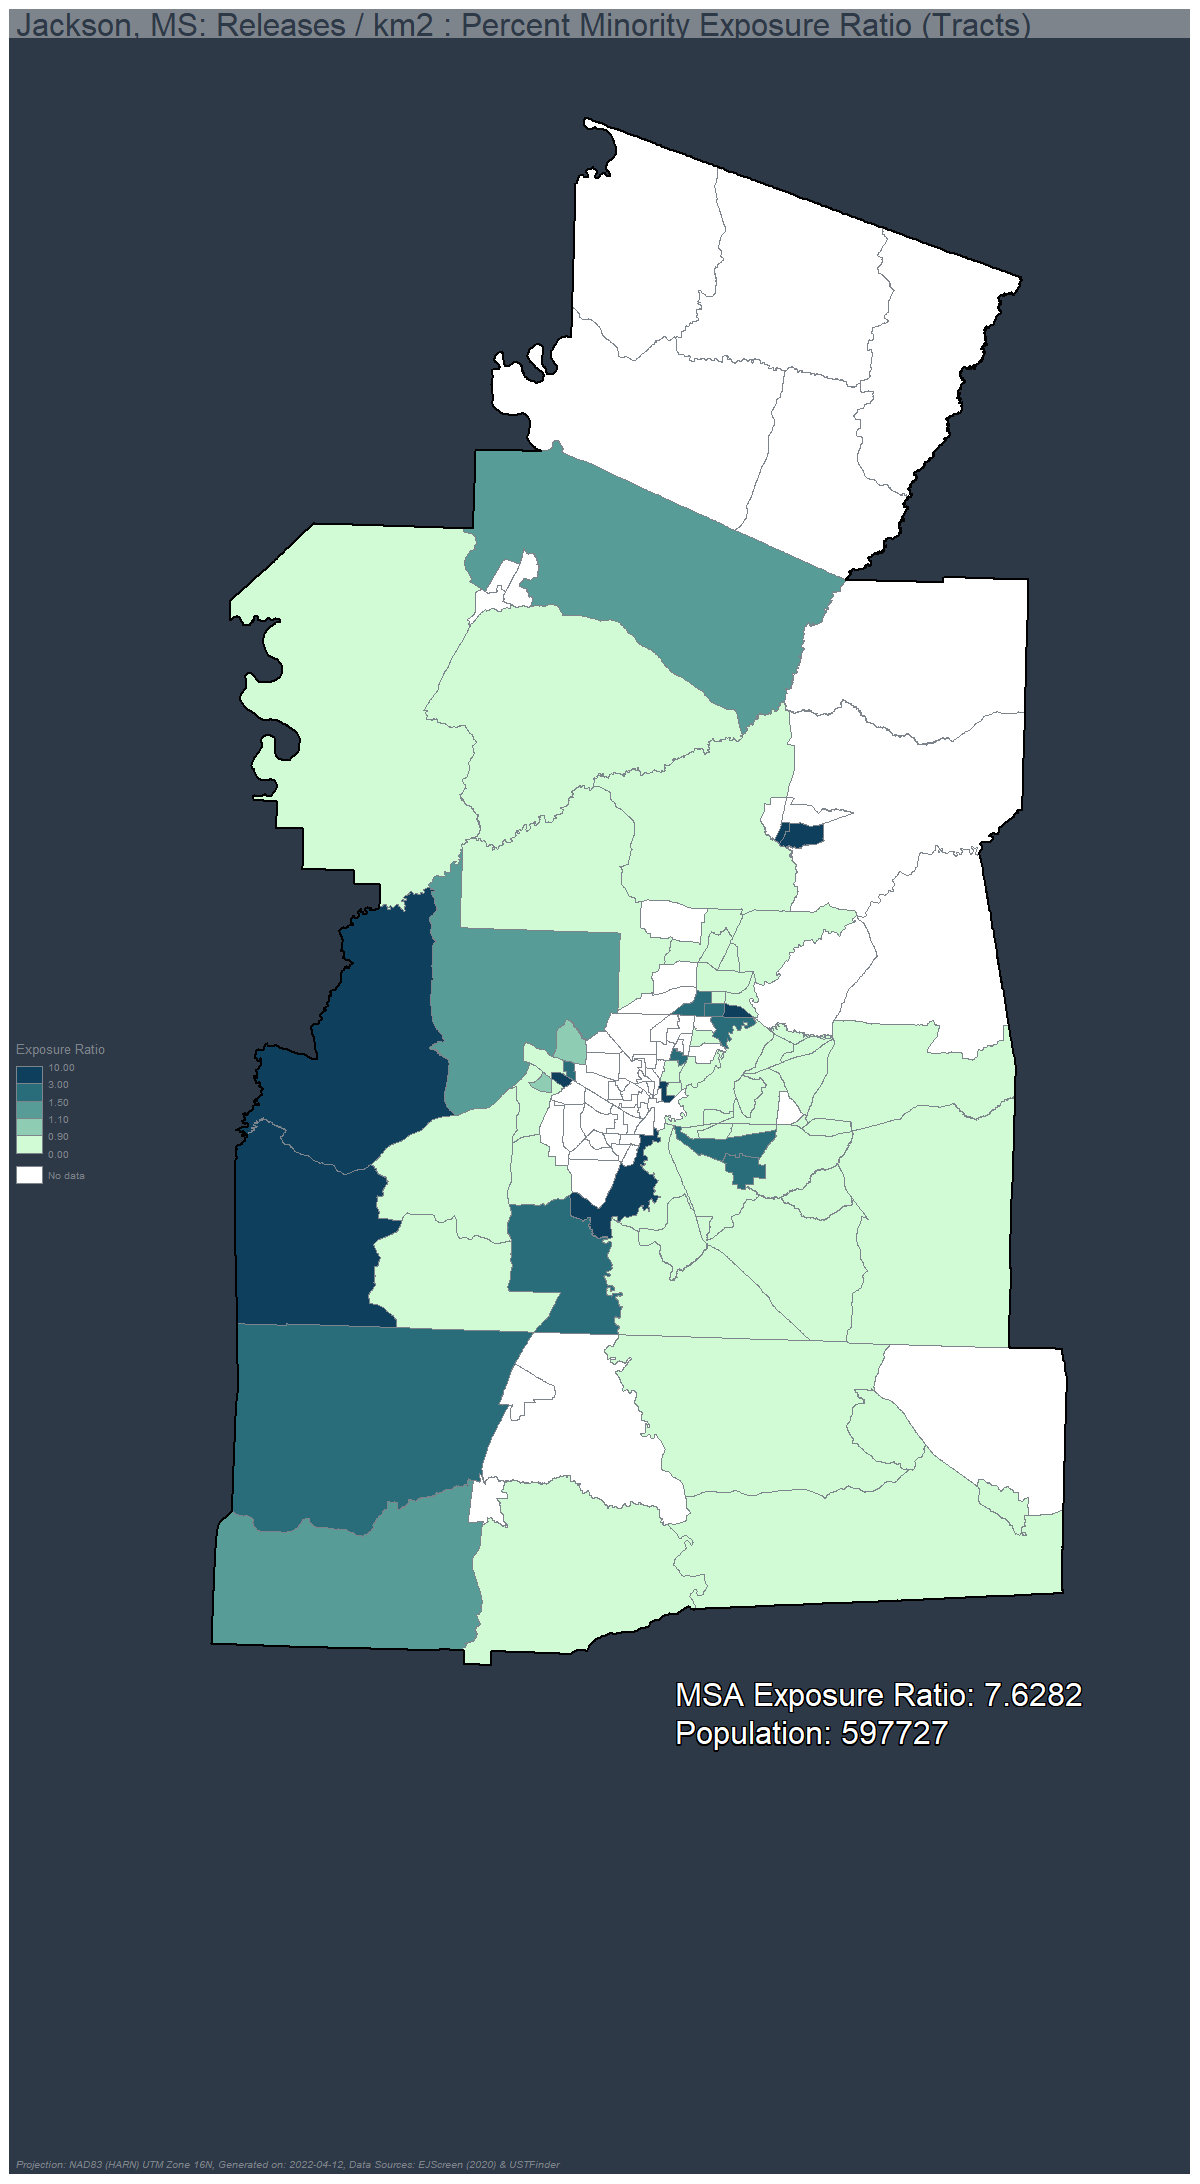 Jackson, MS: Releases / km2 : Percent Minority Exposure Ratio (Tracts)
Exposure Ratio
10.00
3.00
1.50
1.10
0.90
0.00
No data
MSA Exposure Ratio: 7.6282
Population: 597727
Projection: NAD83 (HARN) UTM Zone 16N, Generated on: 2022-04-12, Data Sources: EJScreen (2020) & USTFinder